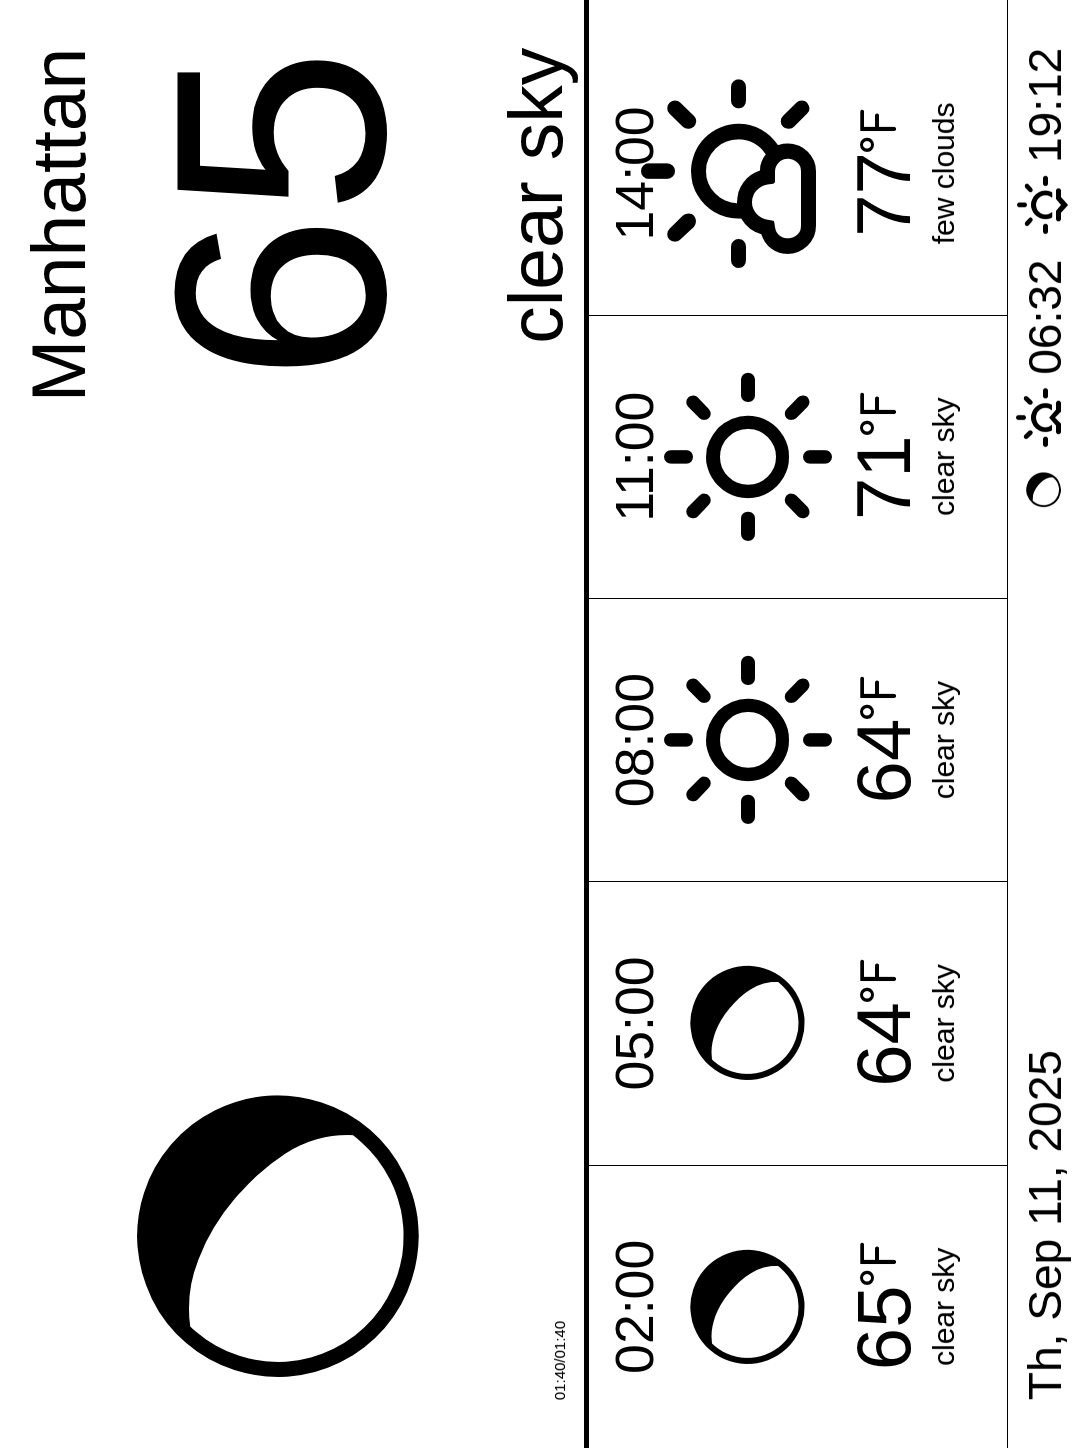 Manhattan
65
clear sky
01:40/01:40
02:00
65°F
clear sky
05:00
64°F
clear sky
08:00
64°F
clear sky
11:00
71°F
clear sky
14:00
77°F
few clouds
Th, Sep 11, 2025
06:32
19:12